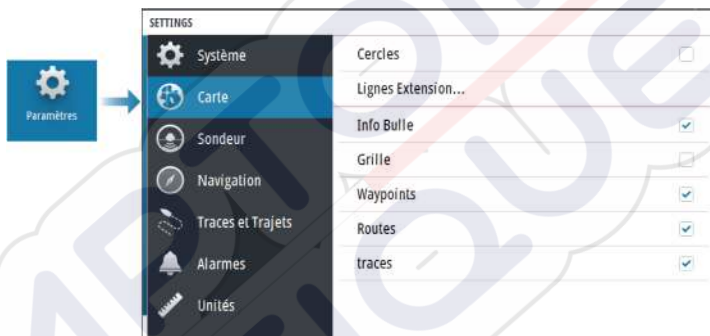 SETTINGS
Paramètres
Système
Carte
Sondeur
Navigation
Traces et Trajets
Alarmes
Unités
Cercles
Lignes Extension...
Info Bulle
Grille
Waypoints
Routes
traces